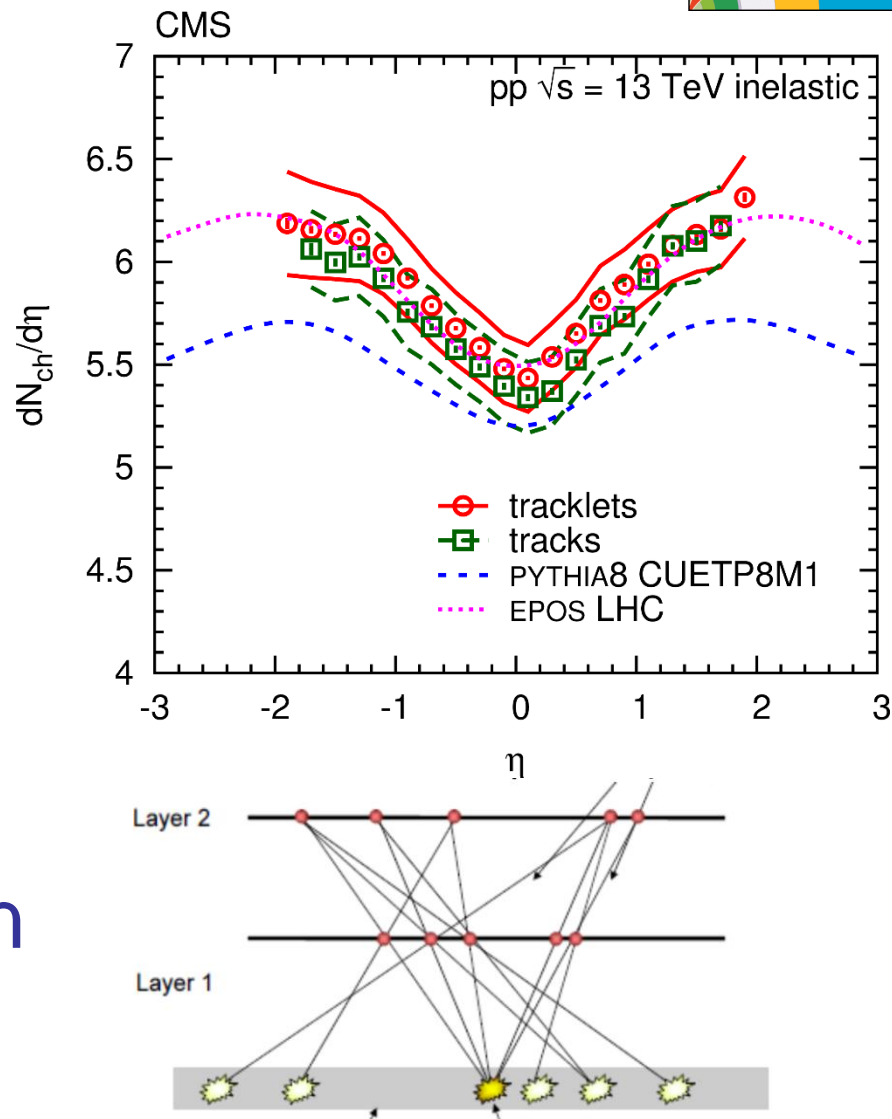 CMS
pp √s = 13 TeV inelastic
7
6.5
6
5.5
5
4.5
4
dN_ch/dη
tracklets
tracks
PYTHIA8 CUETP8M1
EPOS LHC
-3 -2 -1 0 1 2 3
η
Layer 2
n
Layer 1